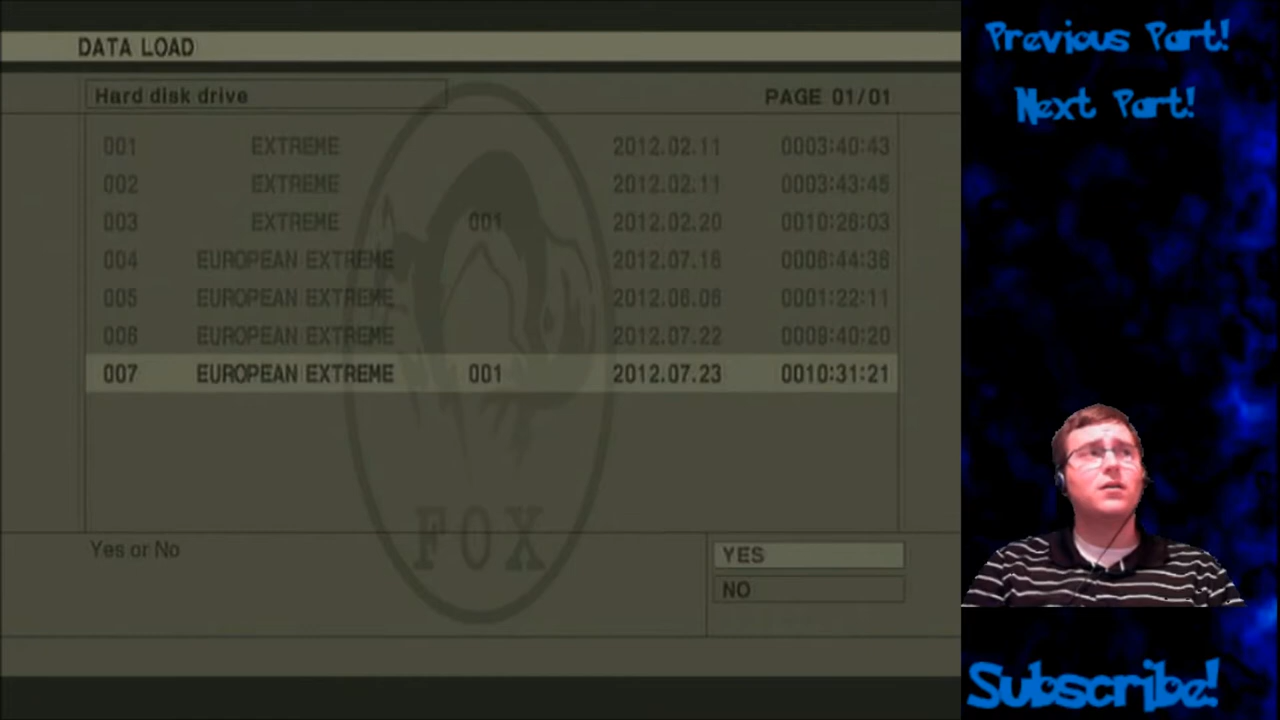 DATA LOAD
Hard disk drive PAGE 01/01
001 EXTREME 2012.02.11 0003:40:43
002 EXTREME 2012.02.11 0003:43:45
003 EXTREME 001 2012.02.20 0010:26:03
004 EUROPEAN EXTREME 2012.07.16 0006:44:36
005 EUROPEAN EXTREME 2012.06.06 0001:22:11
006 EUROPEAN EXTREME 2012.07.22 0009:40:20
007 EUROPEAN EXTREME 001 2012.07.23 0010:31:21
FOX
Yes or No
YES
NO
Previous Part!
Next Part!
Subscribe!